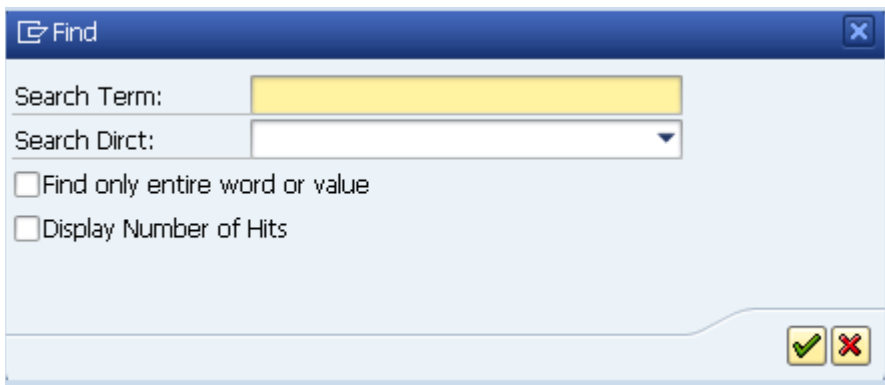 Find
Search Term:
Search Dirct:
Find only entire word or value
Display Number of Hits